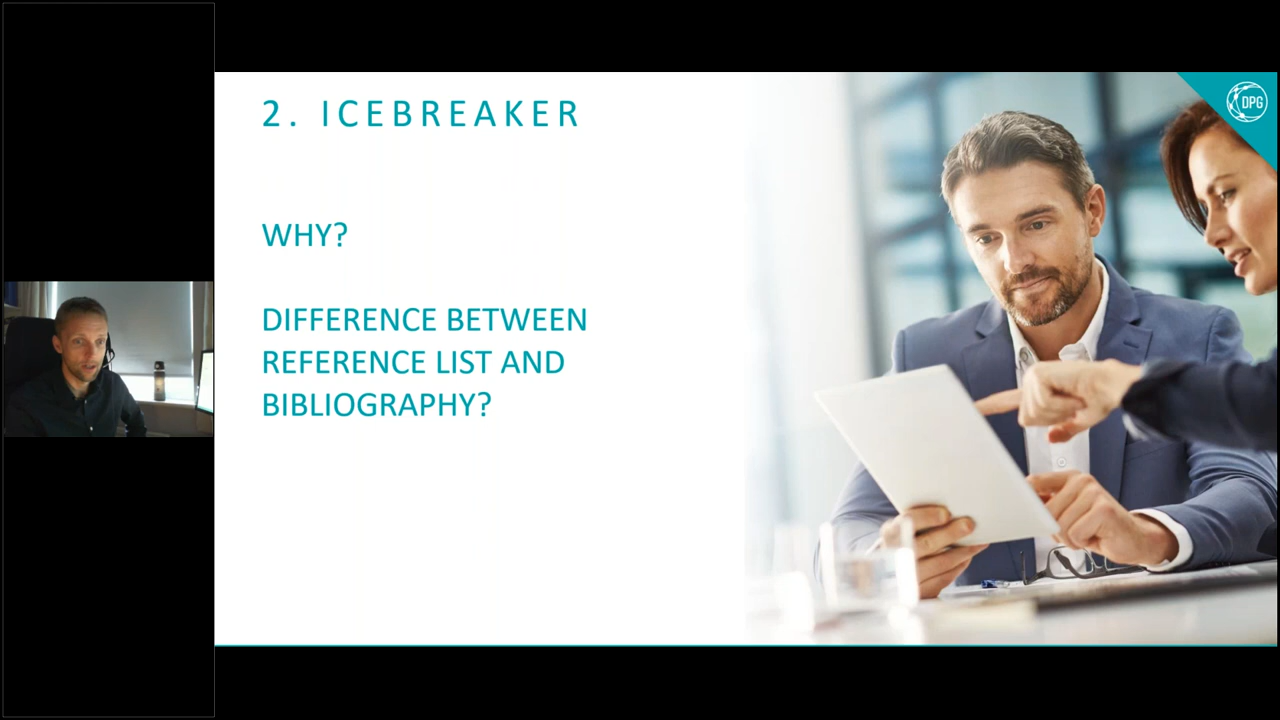 2. ICEBREAKER
DPG
WHY?
DIFFERENCE BETWEEN
REFERENCE LIST AND
BIBLIOGRAPHY?